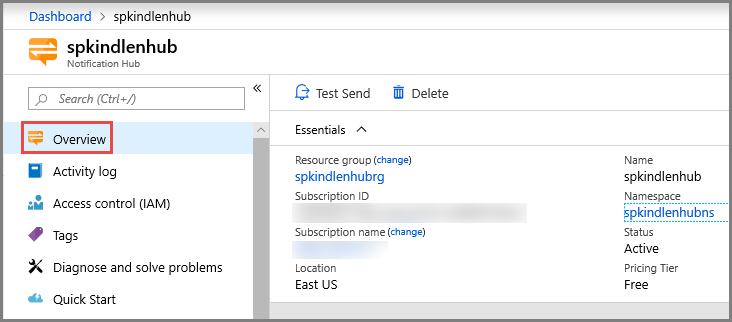 Dashboard > spkindlenhub
spkindlenhub
Notification Hub
Search (Ctrl+/)
Overview
Activity log
Access control (IAM)
Tags
Diagnose and solve problems
Quick Start
Test Send Delete
Essentials
Resource group (change)
spkindlenhubrg
Subscription ID
Subscription name (change)
Location
East US
Name
spkindlenhub
Namespace
spkindlenhubns
Status
Active
Pricing Tier
Free